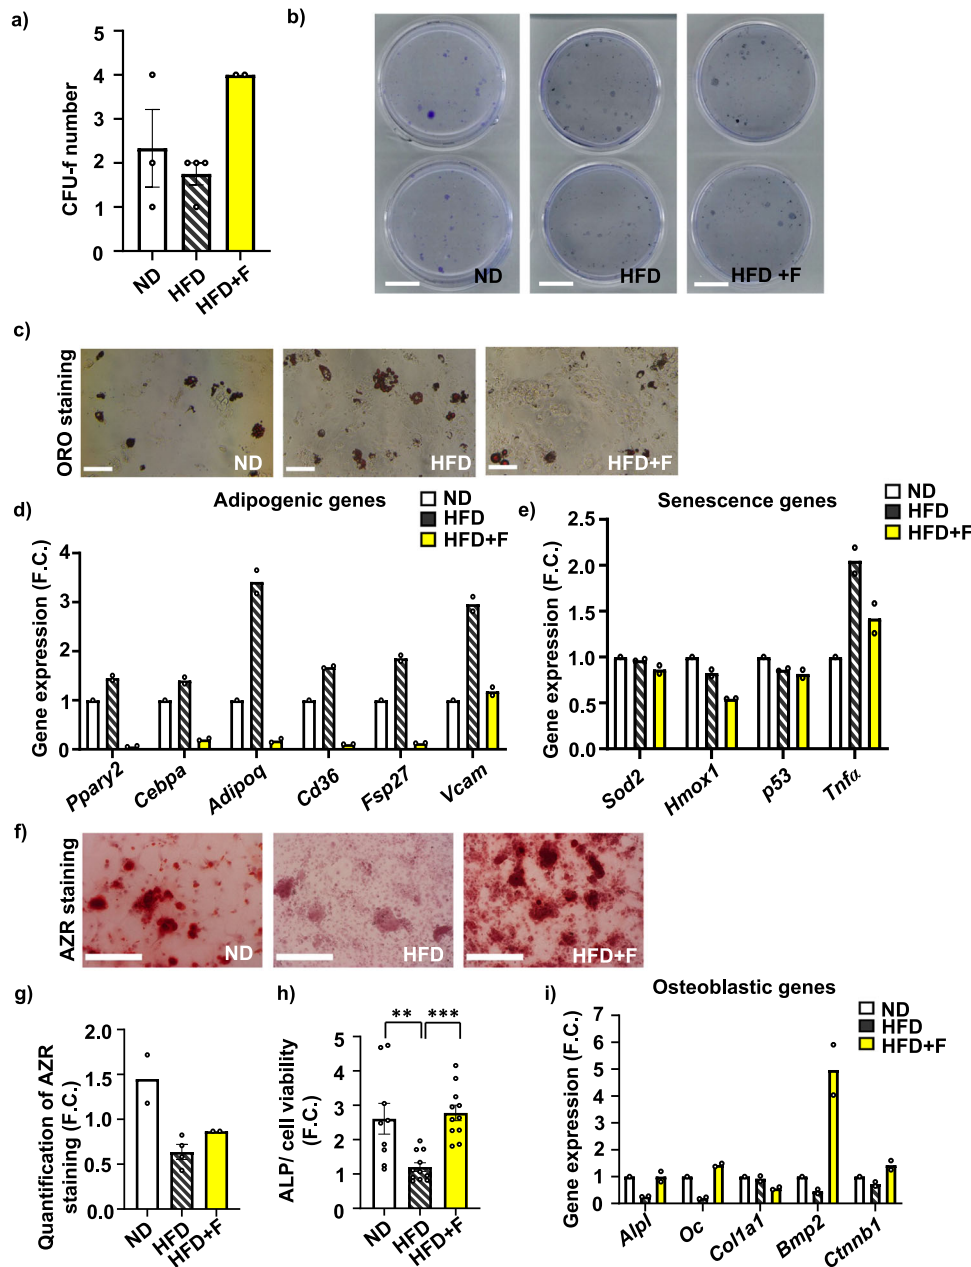 a)
CFU-f number
5
4
3
2
1
0
ND
HFD
HFD+F
b)
ND
HFD
HFD +F
c)
ORO staining
ND
HFD
HFD+F
d)
Adipogenic genes
ND
HFD
HFD+F
Gene expression (F.C.)
4
3
2
1
0
Pparγ2
Cebpa
Adipoq
Cd36
Fsp27
Vcam
e)
Senescence genes
ND
HFD
HFD+F
Gene expression (F.C.)
2.5
2.0
1.5
1.0
0.5
0.0
Sod2
Hmox1
p53
Tnfα
f)
AZR staining
ND
HFD
HFD+F
g)
Quantification of AZR
staining (F.C.)
2.0
1.5
1.0
0.5
0.0
ND
HFD
HFD+F
h)
ALP/ cell viability
(F.C.)
5
4
3
2
1
0
** ***
ND
HFD
HFD+F
i)
Osteoblastic genes
ND
HFD
HFD+F
Gene expression (F.C.)
7
5
4
3
2
1
0
Alpl
Oc
Col1a1
Bmp2
Ctnnb1